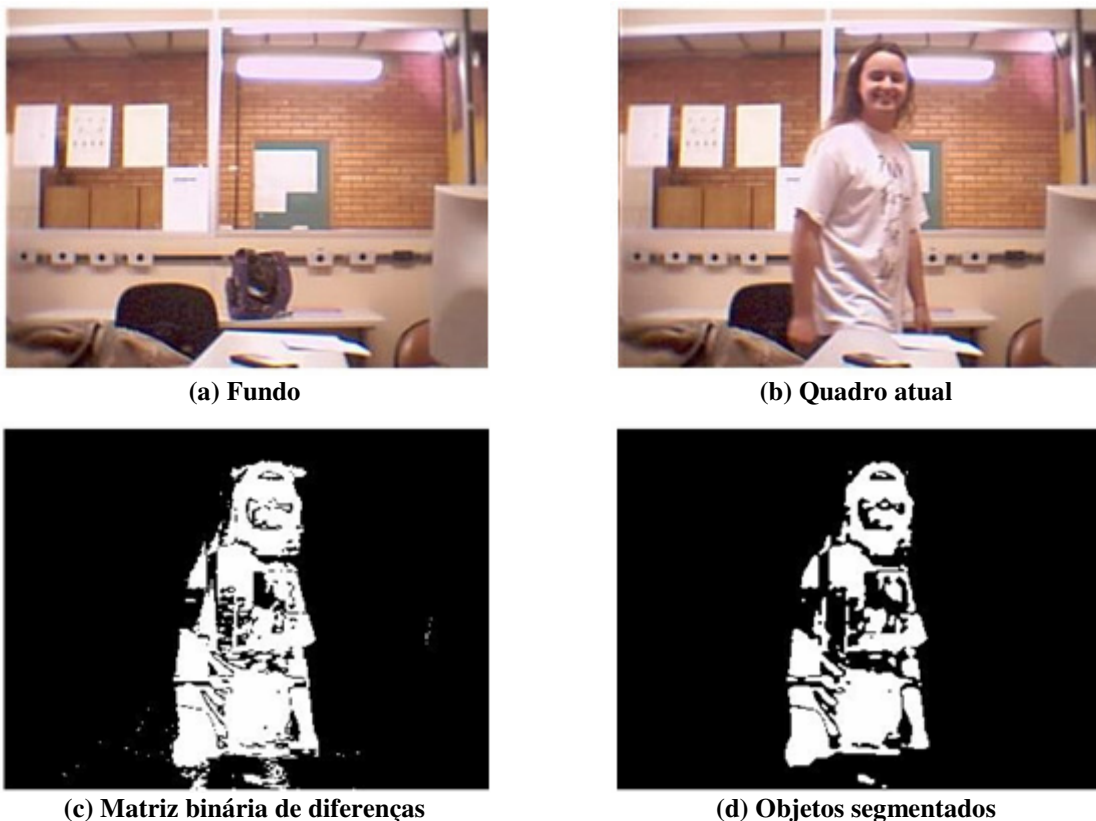 (a) Fundo
(b) Quadro atual
(c) Matriz binária de diferenças
(d) Objetos segmentados